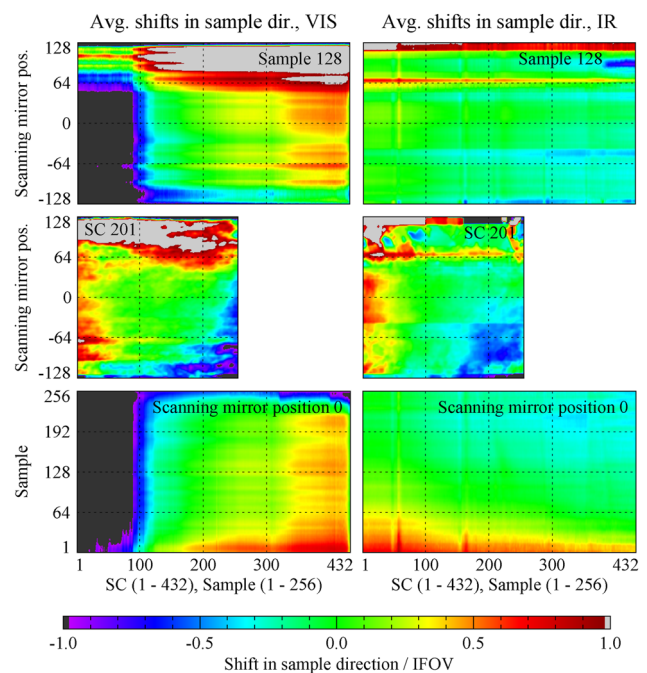 Avg. shifts in sample dir., VIS
Avg. shifts in sample dir., IR
Scanning mirror pos.
128
64
0
-64
-128
Sample 128
Sample 128
Scanning mirror pos.
128
64
0
-64
-128
SC 201
SC 201
Sample
256
192
128
64
1
Scanning mirror position 0
Scanning mirror position 0
1 100 200 300 432
1 100 200 300 432
SC (1 - 432), Sample (1 - 256)
SC (1 - 432), Sample (1 - 256)
-1.0 -0.5 0.0 0.5 1.0
Shift in sample direction / IFOV